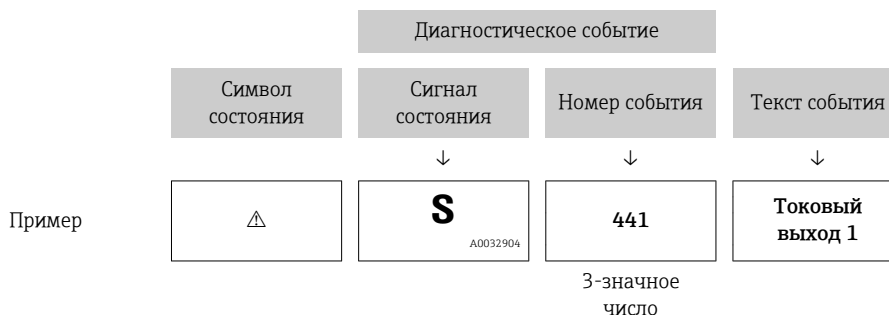 Диагностическое событие
Символ
состояния
Сигнал
состояния
Номер события
Текст события
↓
↓
↓
Пример
⚠
S
A0032904
441
Токовый
выход 1
3-значное
число